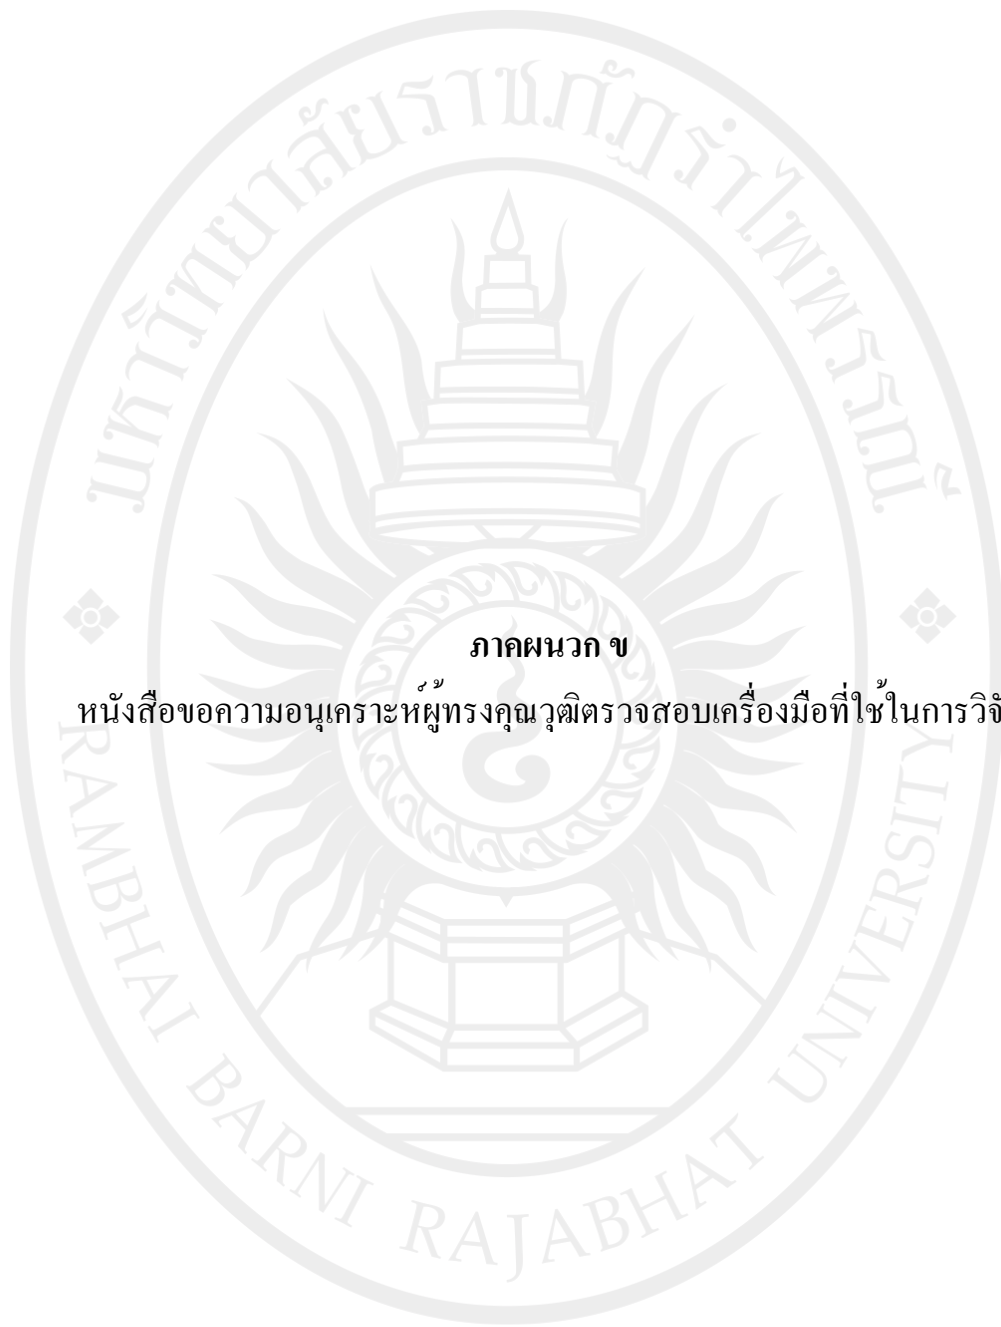 มหาวิทยาลัยราชภัฏรำไพพรรณี
ภาคผนวก ข
หนังสือขอความอนุเคราะห์ผู้ทรงคุณวุฒิตรวจสอบเครื่องมือที่ใช้ในการวิจั
RAMBHAI BARNI RAJABHAT UNIVERSITY